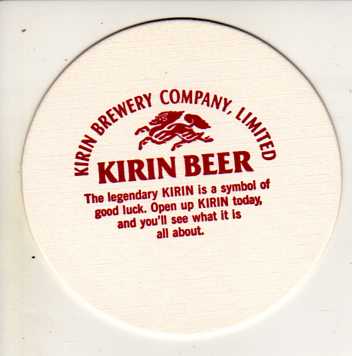 KIRIN BREWERY COMPANY, LIMITED
KIRIN BEER
The legendary KIRIN is a symbol of
good luck. Open up KIRIN today,
and you'll see what it is
all about.